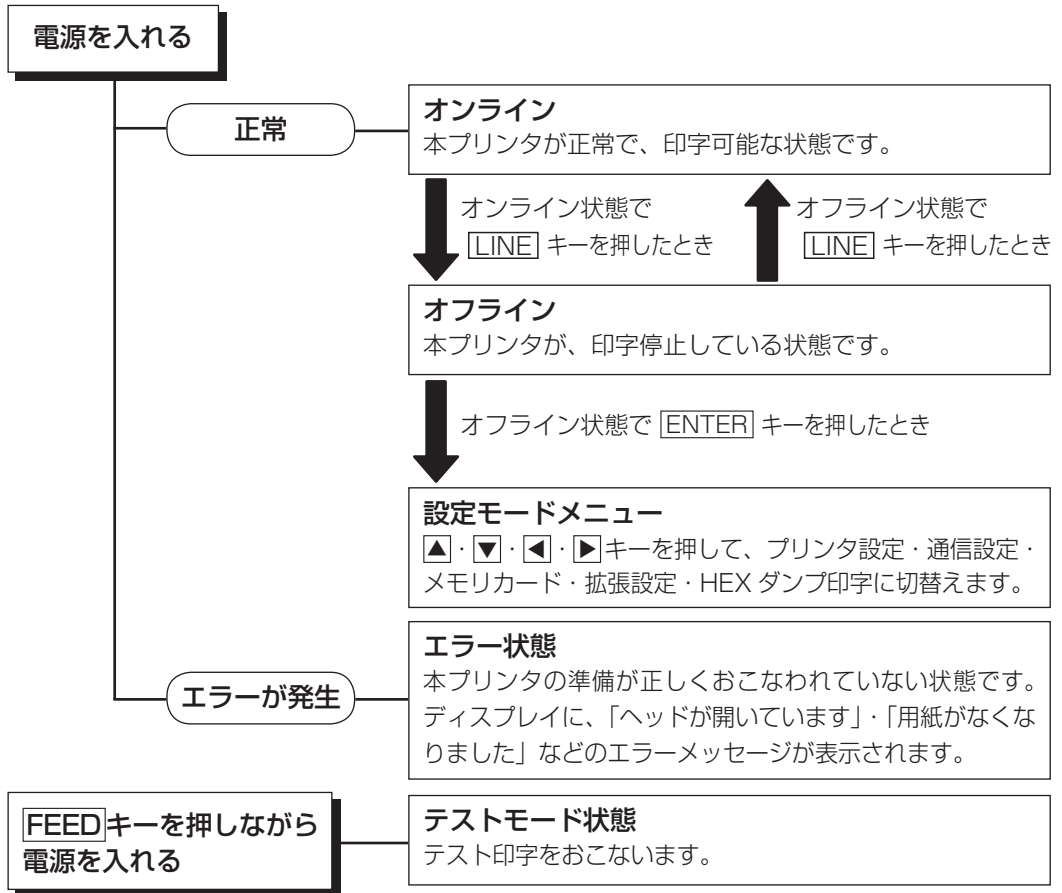 電源を入れる
正常
オンライン
本プリンタが正常で、印字可能な状態です。
オンライン状態で
LINE キーを押したとき
オフライン状態で
LINE キーを押したとき
オフライン
本プリンタが、印字停止している状態です。
オフライン状態で ENTER キーを押したとき
設定モードメニュー
▲・▼・◀・▶キーを押して、プリンタ設定・通信設定・
メモリカード・拡張設定・HEX ダンプ印字に切替えます。
エラーが発生
エラー状態
本プリンタの準備が正しくおこなわれていない状態です。
ディスプレイに、「ヘッドが開いています」・「用紙がなくな
りました」などのエラーメッセージが表示されます。
FEEDキーを押しながら
電源を入れる
テストモード状態
テスト印字をおこないます。